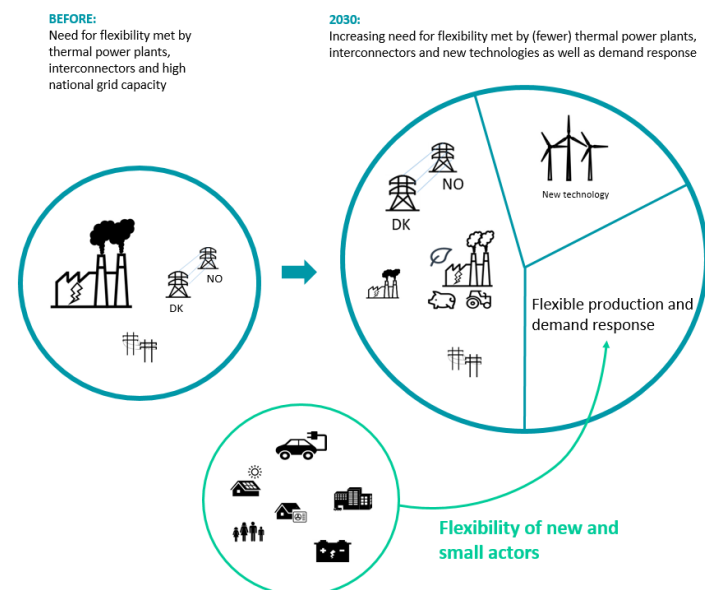 BEFORE:
Need for flexibility met by
thermal power plants,
interconnectors and high
national grid capacity
2030:
Increasing need for flexibility met by (fewer) thermal power plants,
interconnectors and new technologies as well as demand response
NO
DK
NO
DK
New technology
Flexible production and
demand response
Flexibility of new and
small actors